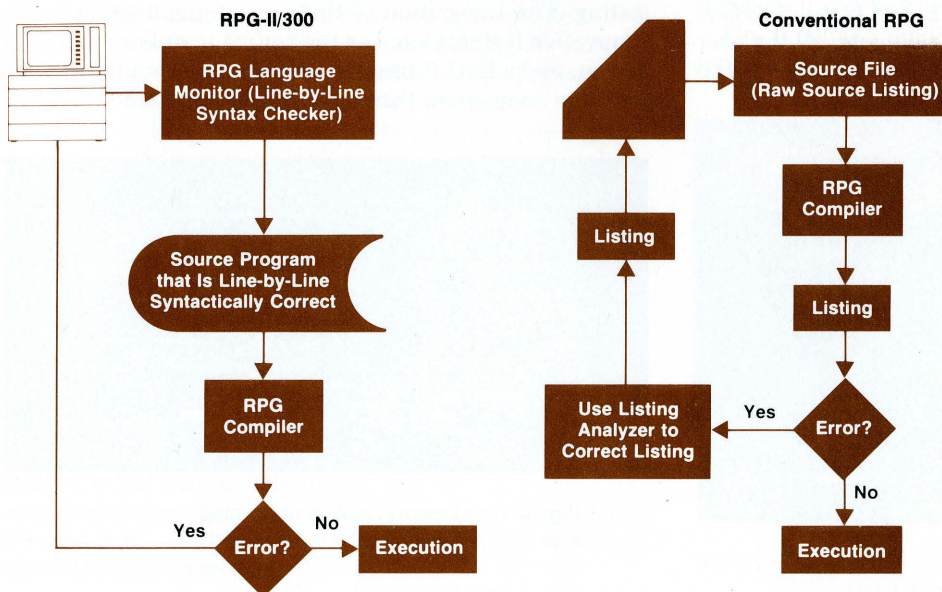 RPG-II/300
RPG Language
Monitor (Line-by-Line
Syntax Checker)
Source Program
that Is Line-by-Line
Syntactically Correct
RPG
Compiler
Yes
Error?
No
Execution
Conventional RPG
Source File
(Raw Source Listing)
RPG
Compiler
Listing
Error?
Yes
Use Listing
Analyzer to
Correct Listing
Listing
No
Execution